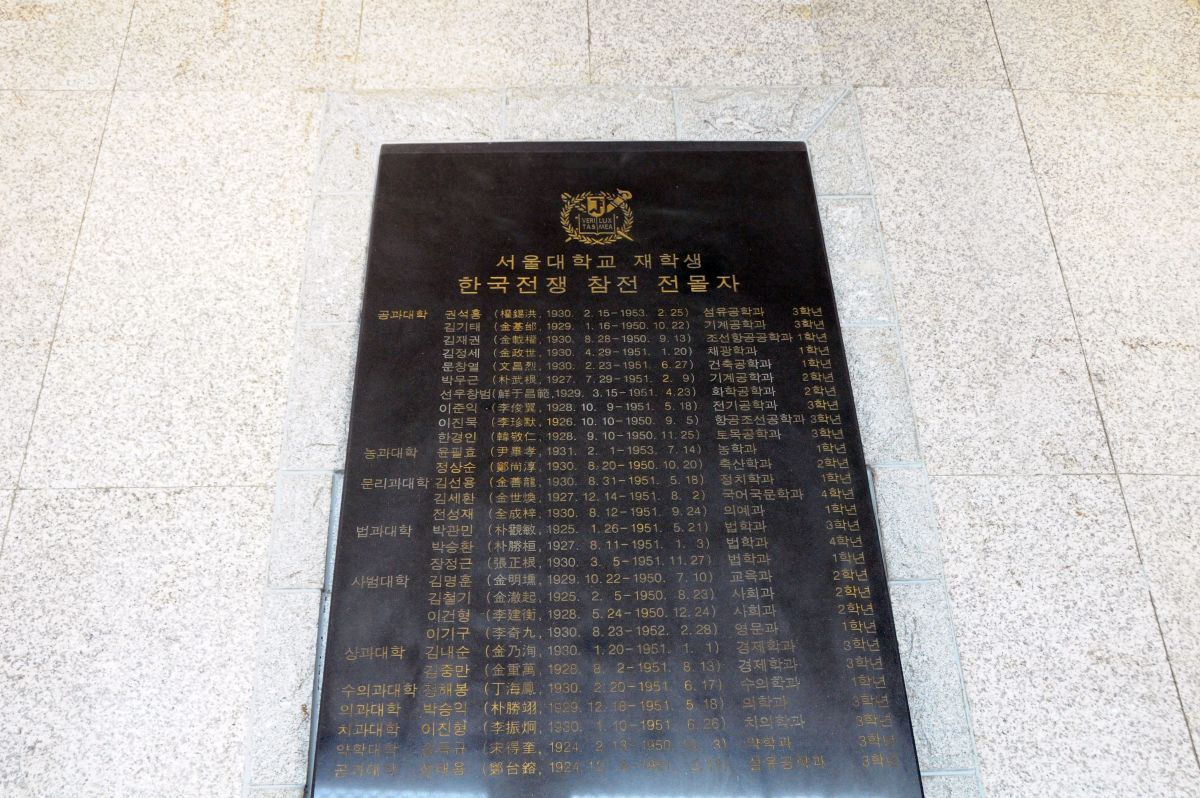 VERI LUX
TAS MEA
서울대학교 재학생
한국전쟁 참전 전몰자
공과대학 권석홍 (權錫洪, 1930. 2. 15-1953. 2. 25) 섬유공학과 3학년
김기태 (金基邰, 1929. 1. 16-1950. 10. 22) 기계공학과 3학년
김재권 (金載權, 1930. 8. 28-1950. 9. 13) 조선항공공학과 1학년
김정세 (金政世, 1930. 4. 29-1951. 1. 20) 채광학과 1학년
문창열 (文昌烈, 1930. 2. 23-1951. 6. 27) 건축공학과 1학년
박무근 (朴武根, 1927. 7. 29-1951. 2. 9) 기계공학과 2학년
선우창범(鮮于昌範, 1929. 3. 15-1951. 4. 23) 화학공학과 2학년
이준익 (李俊翼, 1928. 10. 9-1951. 5. 18) 전기공학과 3학년
이진묵 (李珍默, 1926. 10. 10-1950. 9. 5) 항공조선공학과 3학년
한경인 (韓敬仁, 1928. 9. 10-1950. 11. 25) 토목공학과 3학년
농과대학 윤필효 (尹畢孝, 1931. 2. 1-1953. 7. 14) 농학과 1학년
정상순 (鄭尙淳, 1930. 8. 20-1950. 10. 20) 축산학과 2학년
문리과대학 김선용 (金善龍, 1930. 8. 31-1951. 5. 18) 정치학과 1학년
김세환 (金世煥, 1927. 12. 14-1951. 8. 2) 국어국문학과 4학년
전성재 (全成梓, 1930. 8. 12-1951. 9. 24) 의예과 1학년
법과대학 박관민 (朴觀敏, 1925. 1. 26-1951. 5. 21) 법학과 3학년
박승환 (朴勝桓, 1927. 8. 11-1951. 1. 3) 법학과 4학년
장정근 (張正根, 1930. 3. 5-1951. 11. 27) 법학과 1학년
사범대학 김명훈 (金明壎, 1929. 10. 22-1950. 7. 10) 교육과 2학년
김철기 (金澈起, 1925. 2. 5-1950. 8. 23) 사회과 2학년
이건형 (李建衡, 1928. 5. 24-1950. 12. 24) 사회과 2학년
이기구 (李奇九, 1930. 8. 23-1952. 2. 28) 영문과 1학년
상과대학 김내순 (金乃洵, 1930. 1. 20-1951. 1. 1) 경제학과 3학년
김중만 (金重萬, 1928. 8. 2-1951. 8. 13) 경제학과 3학년
수의과대학 정해봉 (丁海鳳, 1930. 2. 20-1951. 6. 17) 수의학과 1학년
의과대학 박승익 (朴勝翊, 1929. 12. 18-1951. 5. 18) 의학과 3학년
치과대학 이진형 (李振炯, 1930. 1. 10-1951. 6. 26) 치의학과 3학년
약학대학 (宋得奎, 1924. 2. 13-1950. 3) 약학과 3학년
공과대학 (鄭台鎔, 1924. 섬유공학과 3학년